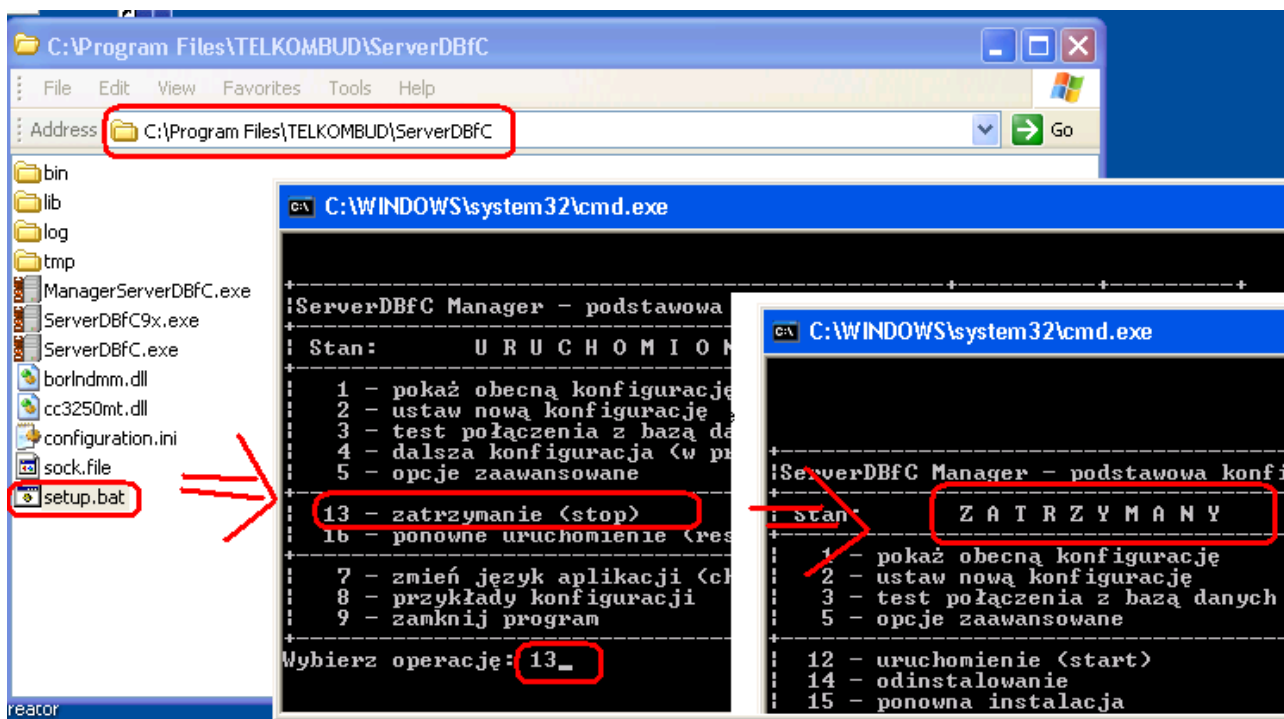 C:\Program Files\TELKOMBUD\ServerDBfC
File Edit View Favorites Tools Help
Address C:\Program Files\TELKOMBUD\ServerDBfC Go
bin
lib
log
tmp
ManagerServerDBfC.exe
ServerDBfC9x.exe
ServerDBfC.exe
borlndmm.dll
cc3250mt.dll
configuration.ini
sock.file
setup.bat
reator
C:\WINDOWS\system32\cmd.exe
ServerDBfC Manager - podstawowa
Stan: U R U C H O M I O N
1 - pokaż obecną konfigurację
2 - ustaw nową konfigurację
3 - test połączenia z bazą da
4 - dalsza konfiguracja (w pr
5 - opcje zaawansowane
13 - zatrzymanie (stop)
16 - ponowne uruchomienie (res
7 - zmień język aplikacji (ch
8 - przykłady konfiguracji
9 - zamknij program
Wybierz operację: 13_
C:\WINDOWS\system32\cmd.exe
ServerDBfC Manager - podstawowa konfi
Stan: Z A T R Z Y M A N Y
1 - pokaż obecną konfigurację
2 - ustaw nową konfigurację
3 - test połączenia z bazą danych
5 - opcje zaawansowane
12 - uruchomienie (start)
14 - odinstalowanie
15 - ponowna instalacja